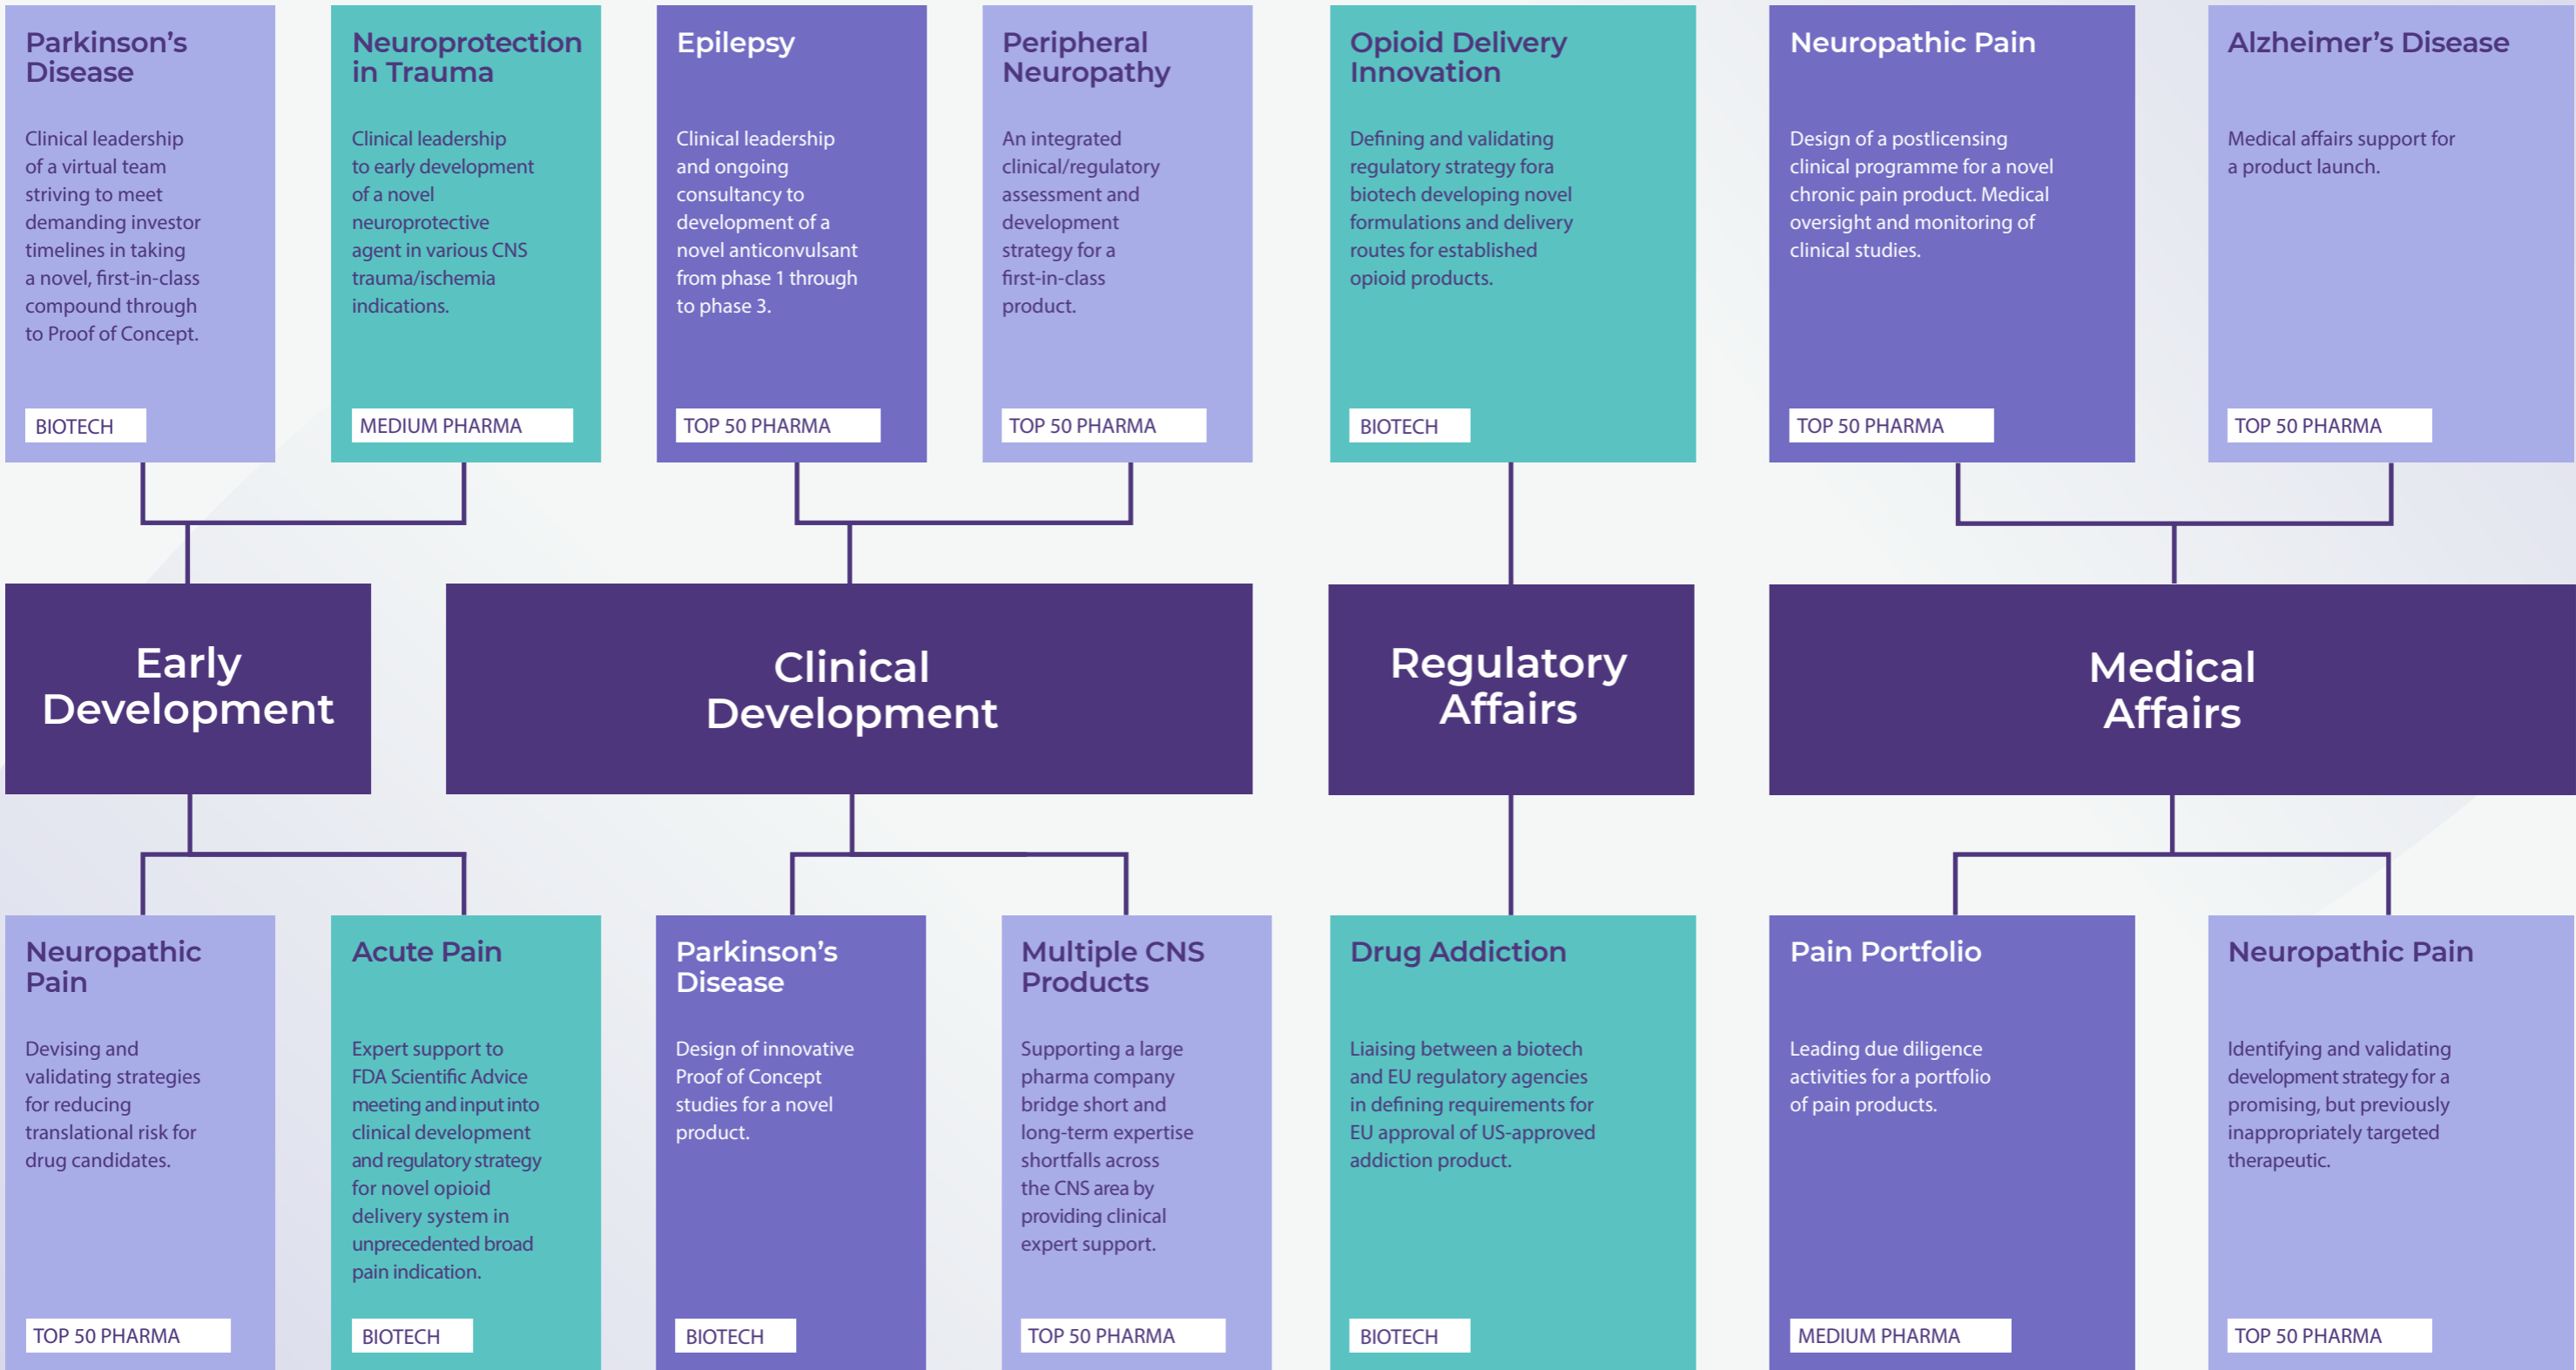 Parkinson’s
Disease
Clinical leadership
of a virtual team
striving to meet
demanding investor
timelines in taking
a novel, first-in-class
compound through
to Proof of Concept.
BIOTECH
Neuroprotection
in Trauma
Clinical leadership
to early development
of a novel
neuroprotective
agent in various CNS
trauma/ischemia
indications.
MEDIUM PHARMA
Epilepsy
Clinical leadership
and ongoing
consultancy to
development of a
novel anticonvulsant
from phase 1 through
to phase 3.
TOP 50 PHARMA
Peripheral
Neuropathy
An integrated
clinical/regulatory
assessment and
development
strategy for a
first-in-class
product.
TOP 50 PHARMA
Opioid Delivery
Innovation
Defining and validating
regulatory strategy fora
biotech developing novel
formulations and delivery
routes for established
opioid products.
BIOTECH
Neuropathic Pain
Design of a postlicensing
clinical programme for a novel
chronic pain product. Medical
oversight and monitoring of
clinical studies.
TOP 50 PHARMA
Alzheimer’s Disease
Medical affairs support for
a product launch.
TOP 50 PHARMA
Early
Development
Clinical
Development
Regulatory
Affairs
Medical
Affairs
Neuropathic
Pain
Devising and
validating strategies
for reducing
translational risk for
drug candidates.
TOP 50 PHARMA
Acute Pain
Expert support to
FDA Scientific Advice
meeting and input into
clinical development
and regulatory strategy
for novel opioid
delivery system in
unprecedented broad
pain indication.
BIOTECH
Parkinson’s
Disease
Design of innovative
Proof of Concept
studies for a novel
product.
BIOTECH
Multiple CNS
Products
Supporting a large
pharma company
bridge short and
long-term expertise
shortfalls across
the CNS area by
providing clinical
expert support.
TOP 50 PHARMA
Drug Addiction
Liaising between a biotech
and EU regulatory agencies
in defining requirements for
EU approval of US-approved
addiction product.
BIOTECH
Pain Portfolio
Leading due diligence
activities for a portfolio
of pain products.
MEDIUM PHARMA
Neuropathic Pain
Identifying and validating
development strategy for a
promising, but previously
inappropriately targeted
therapeutic.
TOP 50 PHARMA